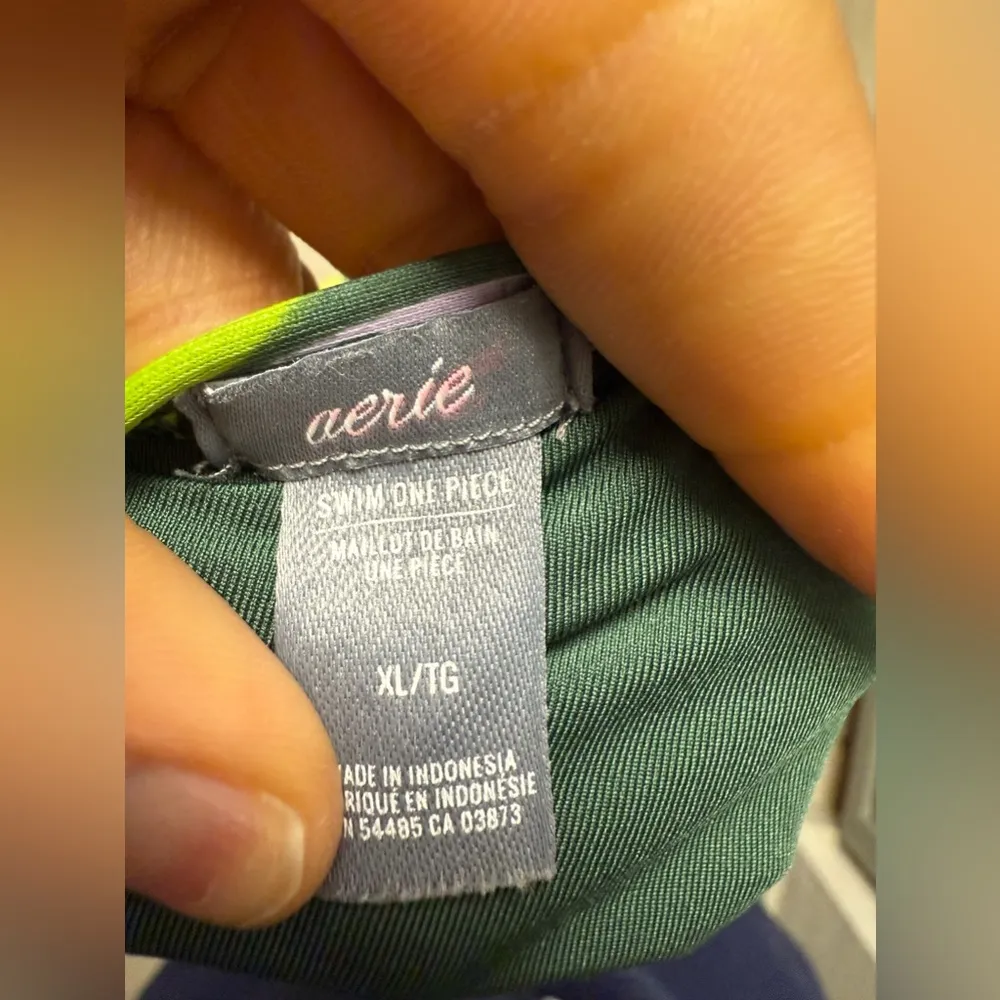 aerie
SWIM ONE PIECE
MAILLOT DE BAIN
UNE PIECE
XL/TG
ADE IN INDONESIA
RIQUÉ EN INDONÉSIE
N 54485 CA 03873